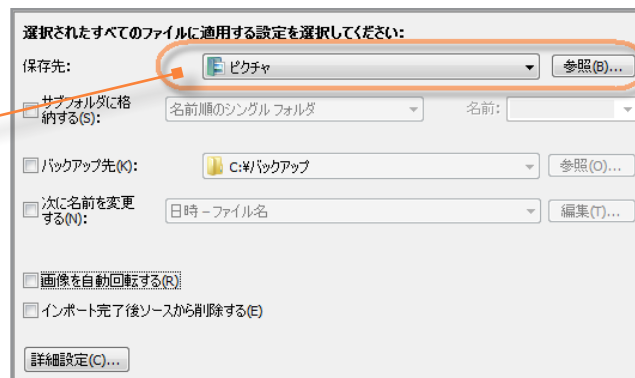 選択されたすべてのファイルに適用する設定を選択してください:
保存先: ピクチャ 参照(B)...
サブフォルダに格
納する(S): 名前順のシングル フォルダ 名前:
バックアップ先(K): C:¥バックアップ 参照(O)...
次に名前を変更
する(N): 日時 – ファイル名 編集(T)...
画像を自動回転する(R)
インポート完了後ソースから削除する(E)
詳細設定(C)...